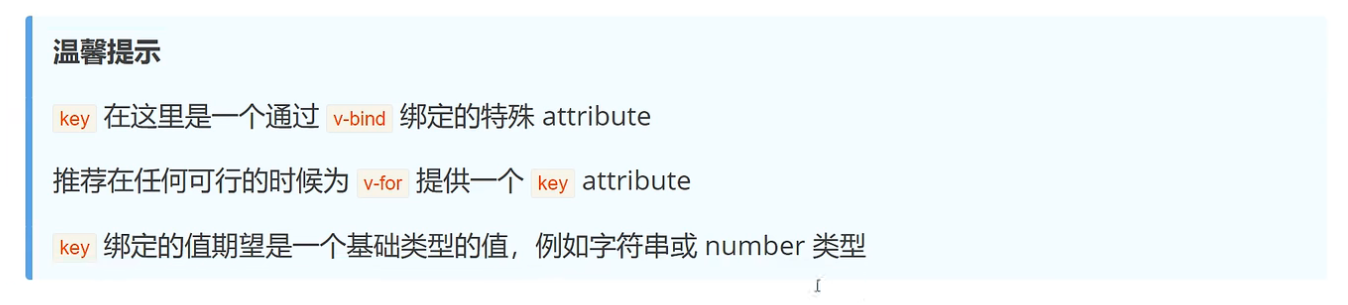 温馨提示
key 在这里是一个通过 v-bind 绑定的特殊 attribute
推荐在任何可行的时候为 v-for 提供一个 key attribute
key 绑定的值期望是一个基础类型的值，例如字符串或 number 类型